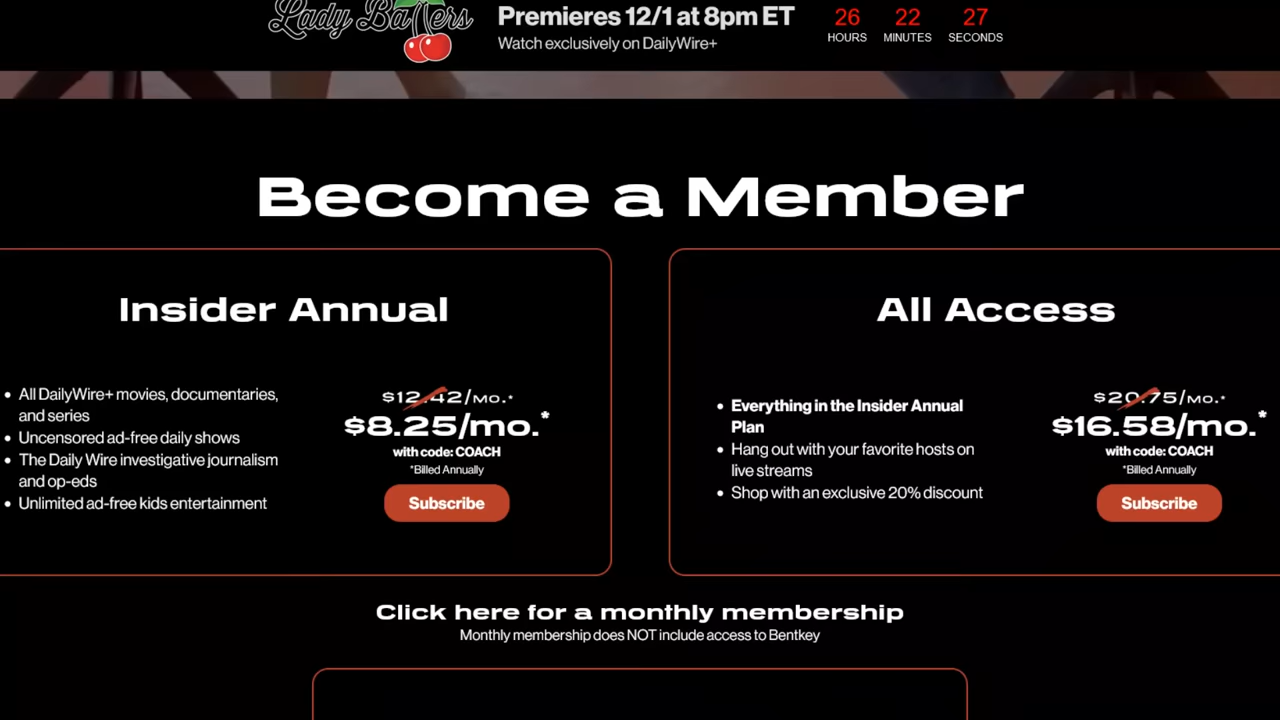 Lady Ballers
Premieres 12/1 at 8pm ET
Watch exclusively on DailyWire+
26
22
27
HOURS
MINUTES
SECONDS
Become a Member
Insider Annual
• All DailyWire+ movies, documentaries,
and series
• Uncensored ad-free daily shows
• The Daily Wire investigative journalism
and op-eds
• Unlimited ad-free kids entertainment
$12.42/MO.*
$8.25/mo.*
with code: COACH
*Billed Annually
Subscribe
All Access
• Everything in the Insider Annual
Plan
• Hang out with your favorite hosts on
live streams
• Shop with an exclusive 20% discount
$20.75/MO.*
$16.58/mo.*
with code: COACH
*Billed Annually
Subscribe
Click here for a monthly membership
Monthly membership does NOT include access to Bentkey